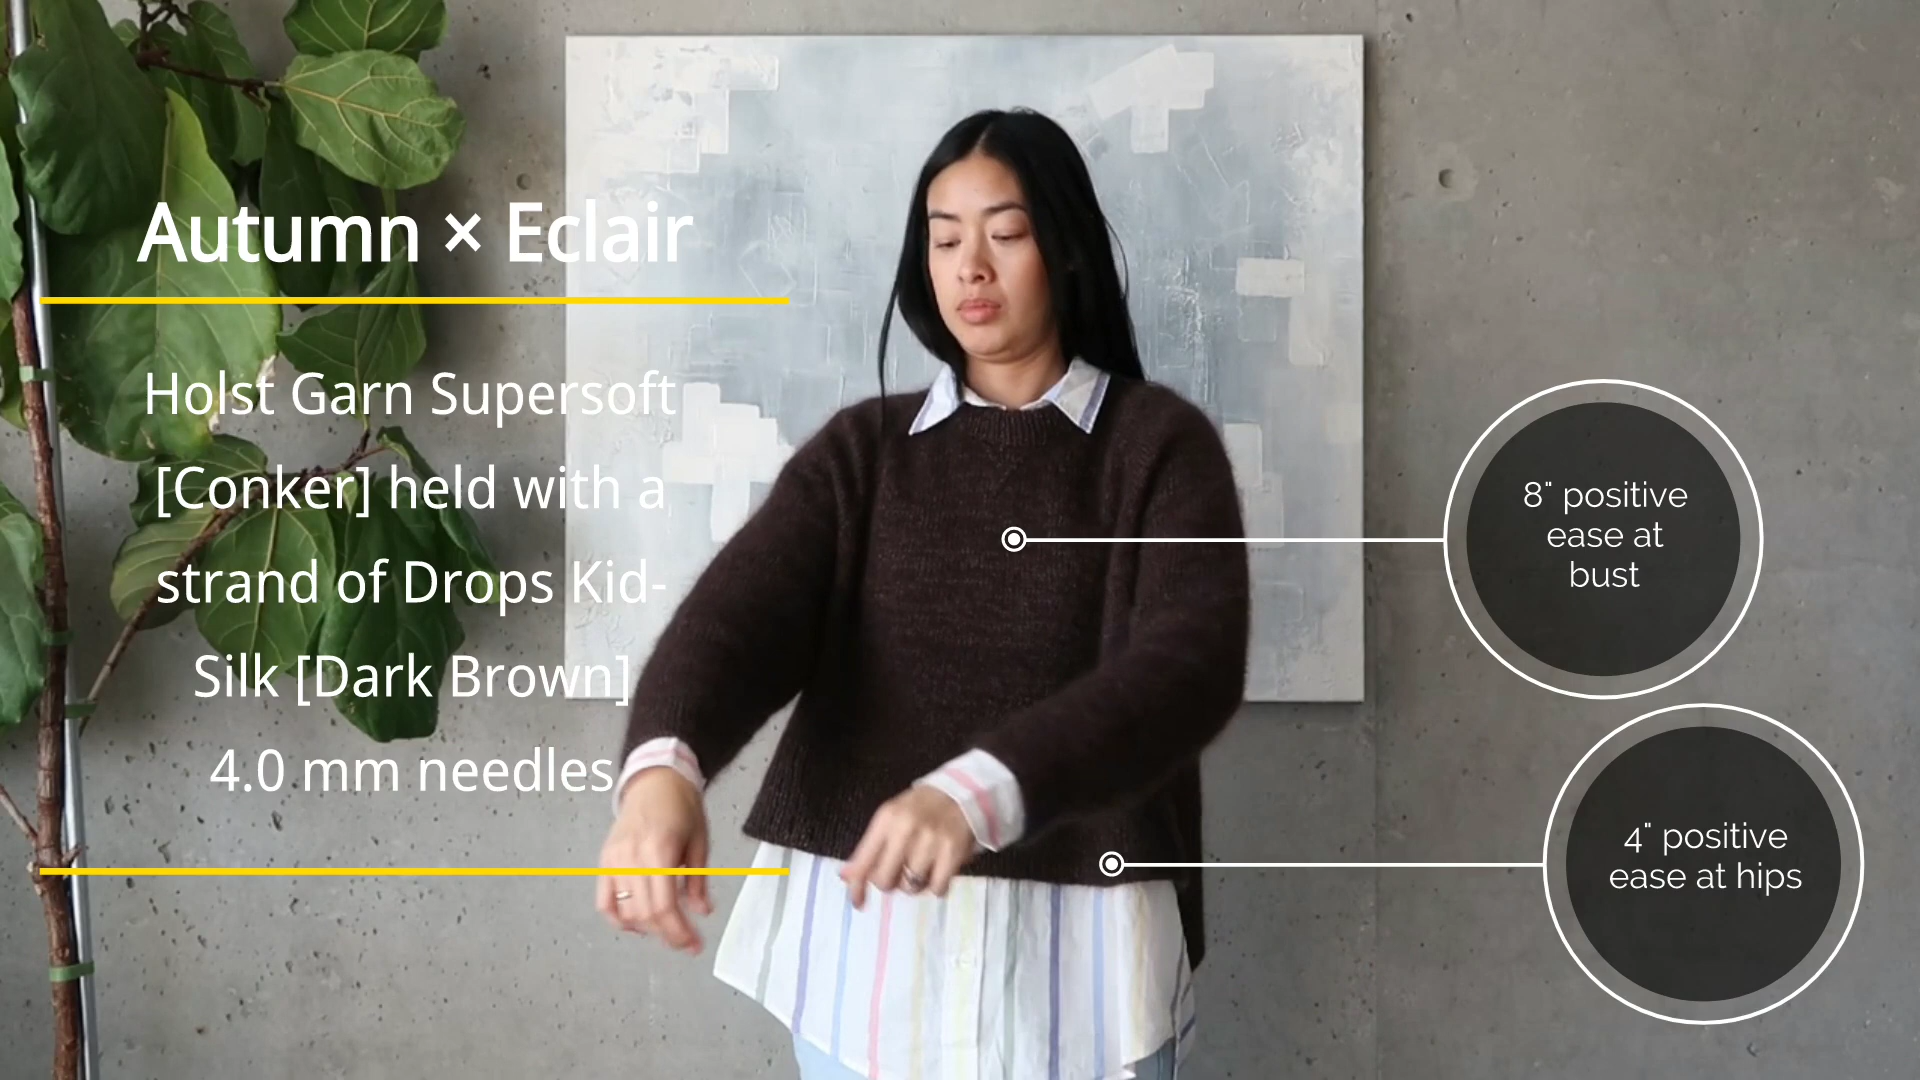 Autumn × Eclair
Holst Garn Supersoft
[Conker] held with a
strand of Drops Kid-
Silk [Dark Brown]
4.0 mm needles
8" positive
ease at
bust
4" positive
ease at hips